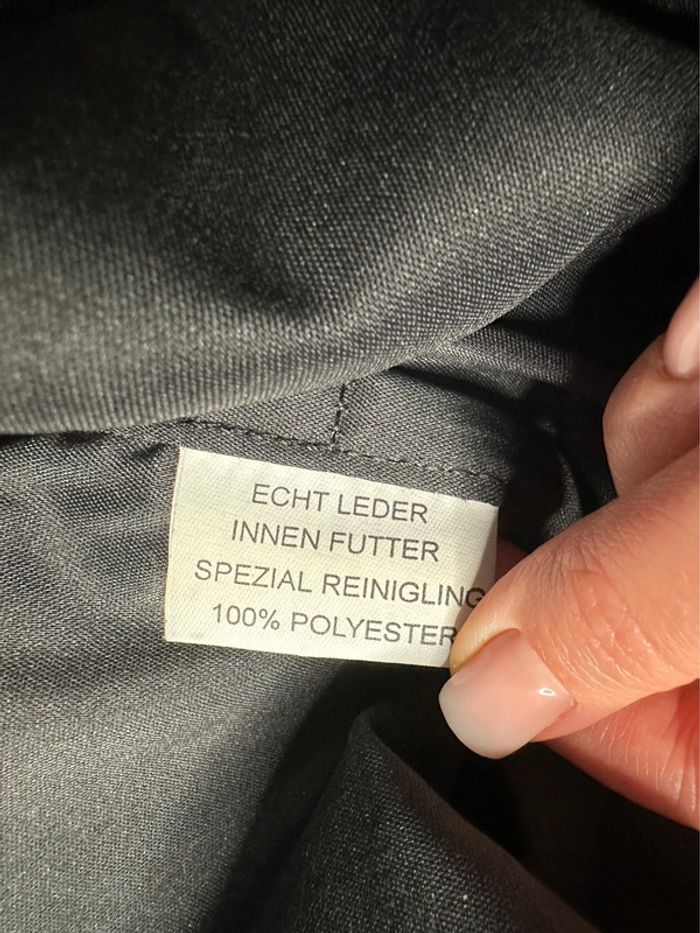 ECHT LEDER
INNEN FUTTER
SPEZIAL REINIGLING
100% POLYESTER